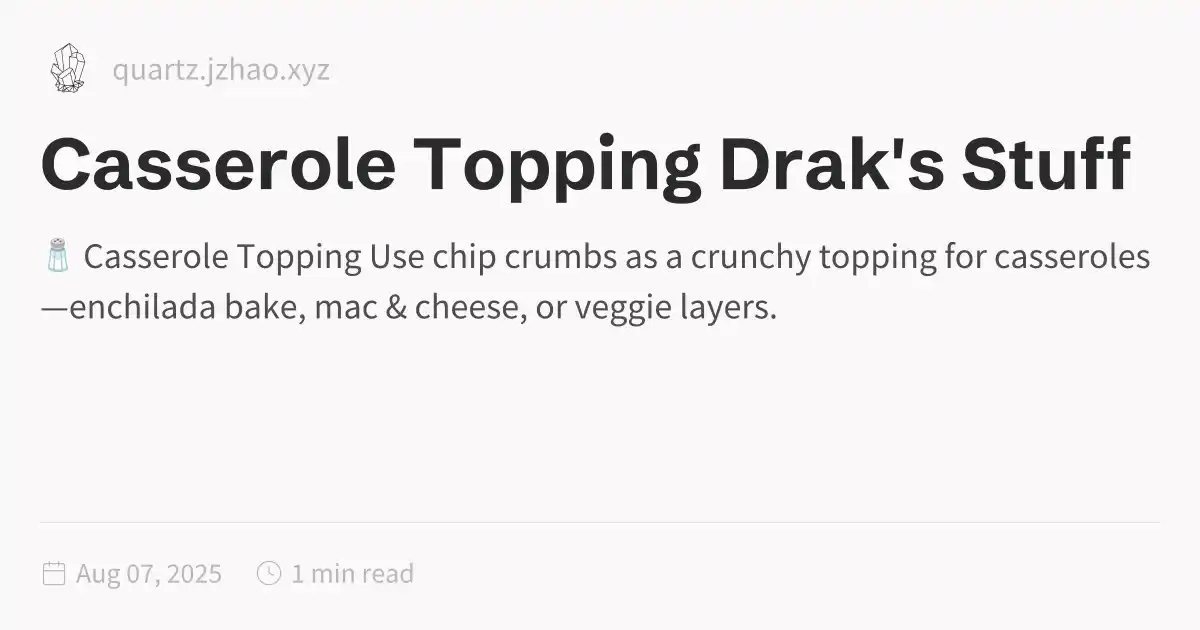 quartz.jzhao.xyz
Casserole Topping Drak's Stuff
🧂 Casserole Topping Use chip crumbs as a crunchy topping for casseroles
—enchilada bake, mac & cheese, or veggie layers.
Aug 07, 2025 1 min read